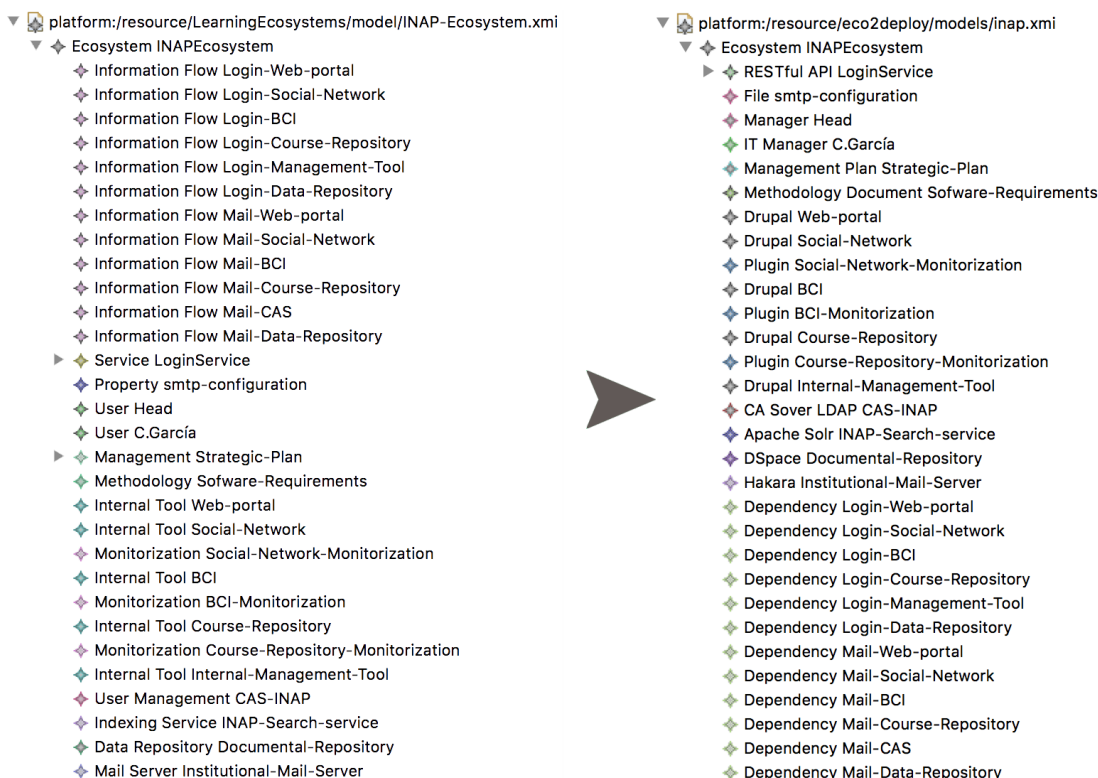 platform:/resource/LearningEcosystems/model/INAP-Ecosystem.xmi
Ecosystem INAPEcosystem
Information Flow Login-Web-portal
Information Flow Login-Social-Network
Information Flow Login-BCI
Information Flow Login-Course-Repository
Information Flow Login-Management-Tool
Information Flow Login-Data-Repository
Information Flow Mail-Web-portal
Information Flow Mail-Social-Network
Information Flow Mail-BCI
Information Flow Mail-Course-Repository
Information Flow Mail-CAS
Information Flow Mail-Data-Repository
Service LoginService
Property smtp-configuration
User Head
User C.García
Management Strategic-Plan
Methodology Sofware-Requirements
Internal Tool Web-portal
Internal Tool Social-Network
Monitorization Social-Network-Monitorization
Internal Tool BCI
Monitorization BCI-Monitorization
Internal Tool Course-Repository
Monitorization Course-Repository-Monitorization
Internal Tool Internal-Management-Tool
User Management CAS-INAP
Indexing Service INAP-Search-service
Data Repository Documental-Repository
Mail Server Institutional-Mail-Server
platform:/resource/eco2deploy/models/inap.xmi
Ecosystem INAPEcosystem
RESTful API LoginService
File smtp-configuration
Manager Head
IT Manager C.García
Management Plan Strategic-Plan
Methodology Document Sofware-Requirements
Drupal Web-portal
Drupal Social-Network
Plugin Social-Network-Monitorization
Drupal BCI
Plugin BCI-Monitorization
Drupal Course-Repository
Plugin Course-Repository-Monitorization
Drupal Internal-Management-Tool
CA Sover LDAP CAS-INAP
Apache Solr INAP-Search-service
DSpace Documental-Repository
Hakara Institutional-Mail-Server
Dependency Login-Web-portal
Dependency Login-Social-Network
Dependency Login-BCI
Dependency Login-Course-Repository
Dependency Login-Management-Tool
Dependency Login-Data-Repository
Dependency Mail-Web-portal
Dependency Mail-Social-Network
Dependency Mail-BCI
Dependency Mail-Course-Repository
Dependency Mail-CAS
Dependency Mail-Data-Repository